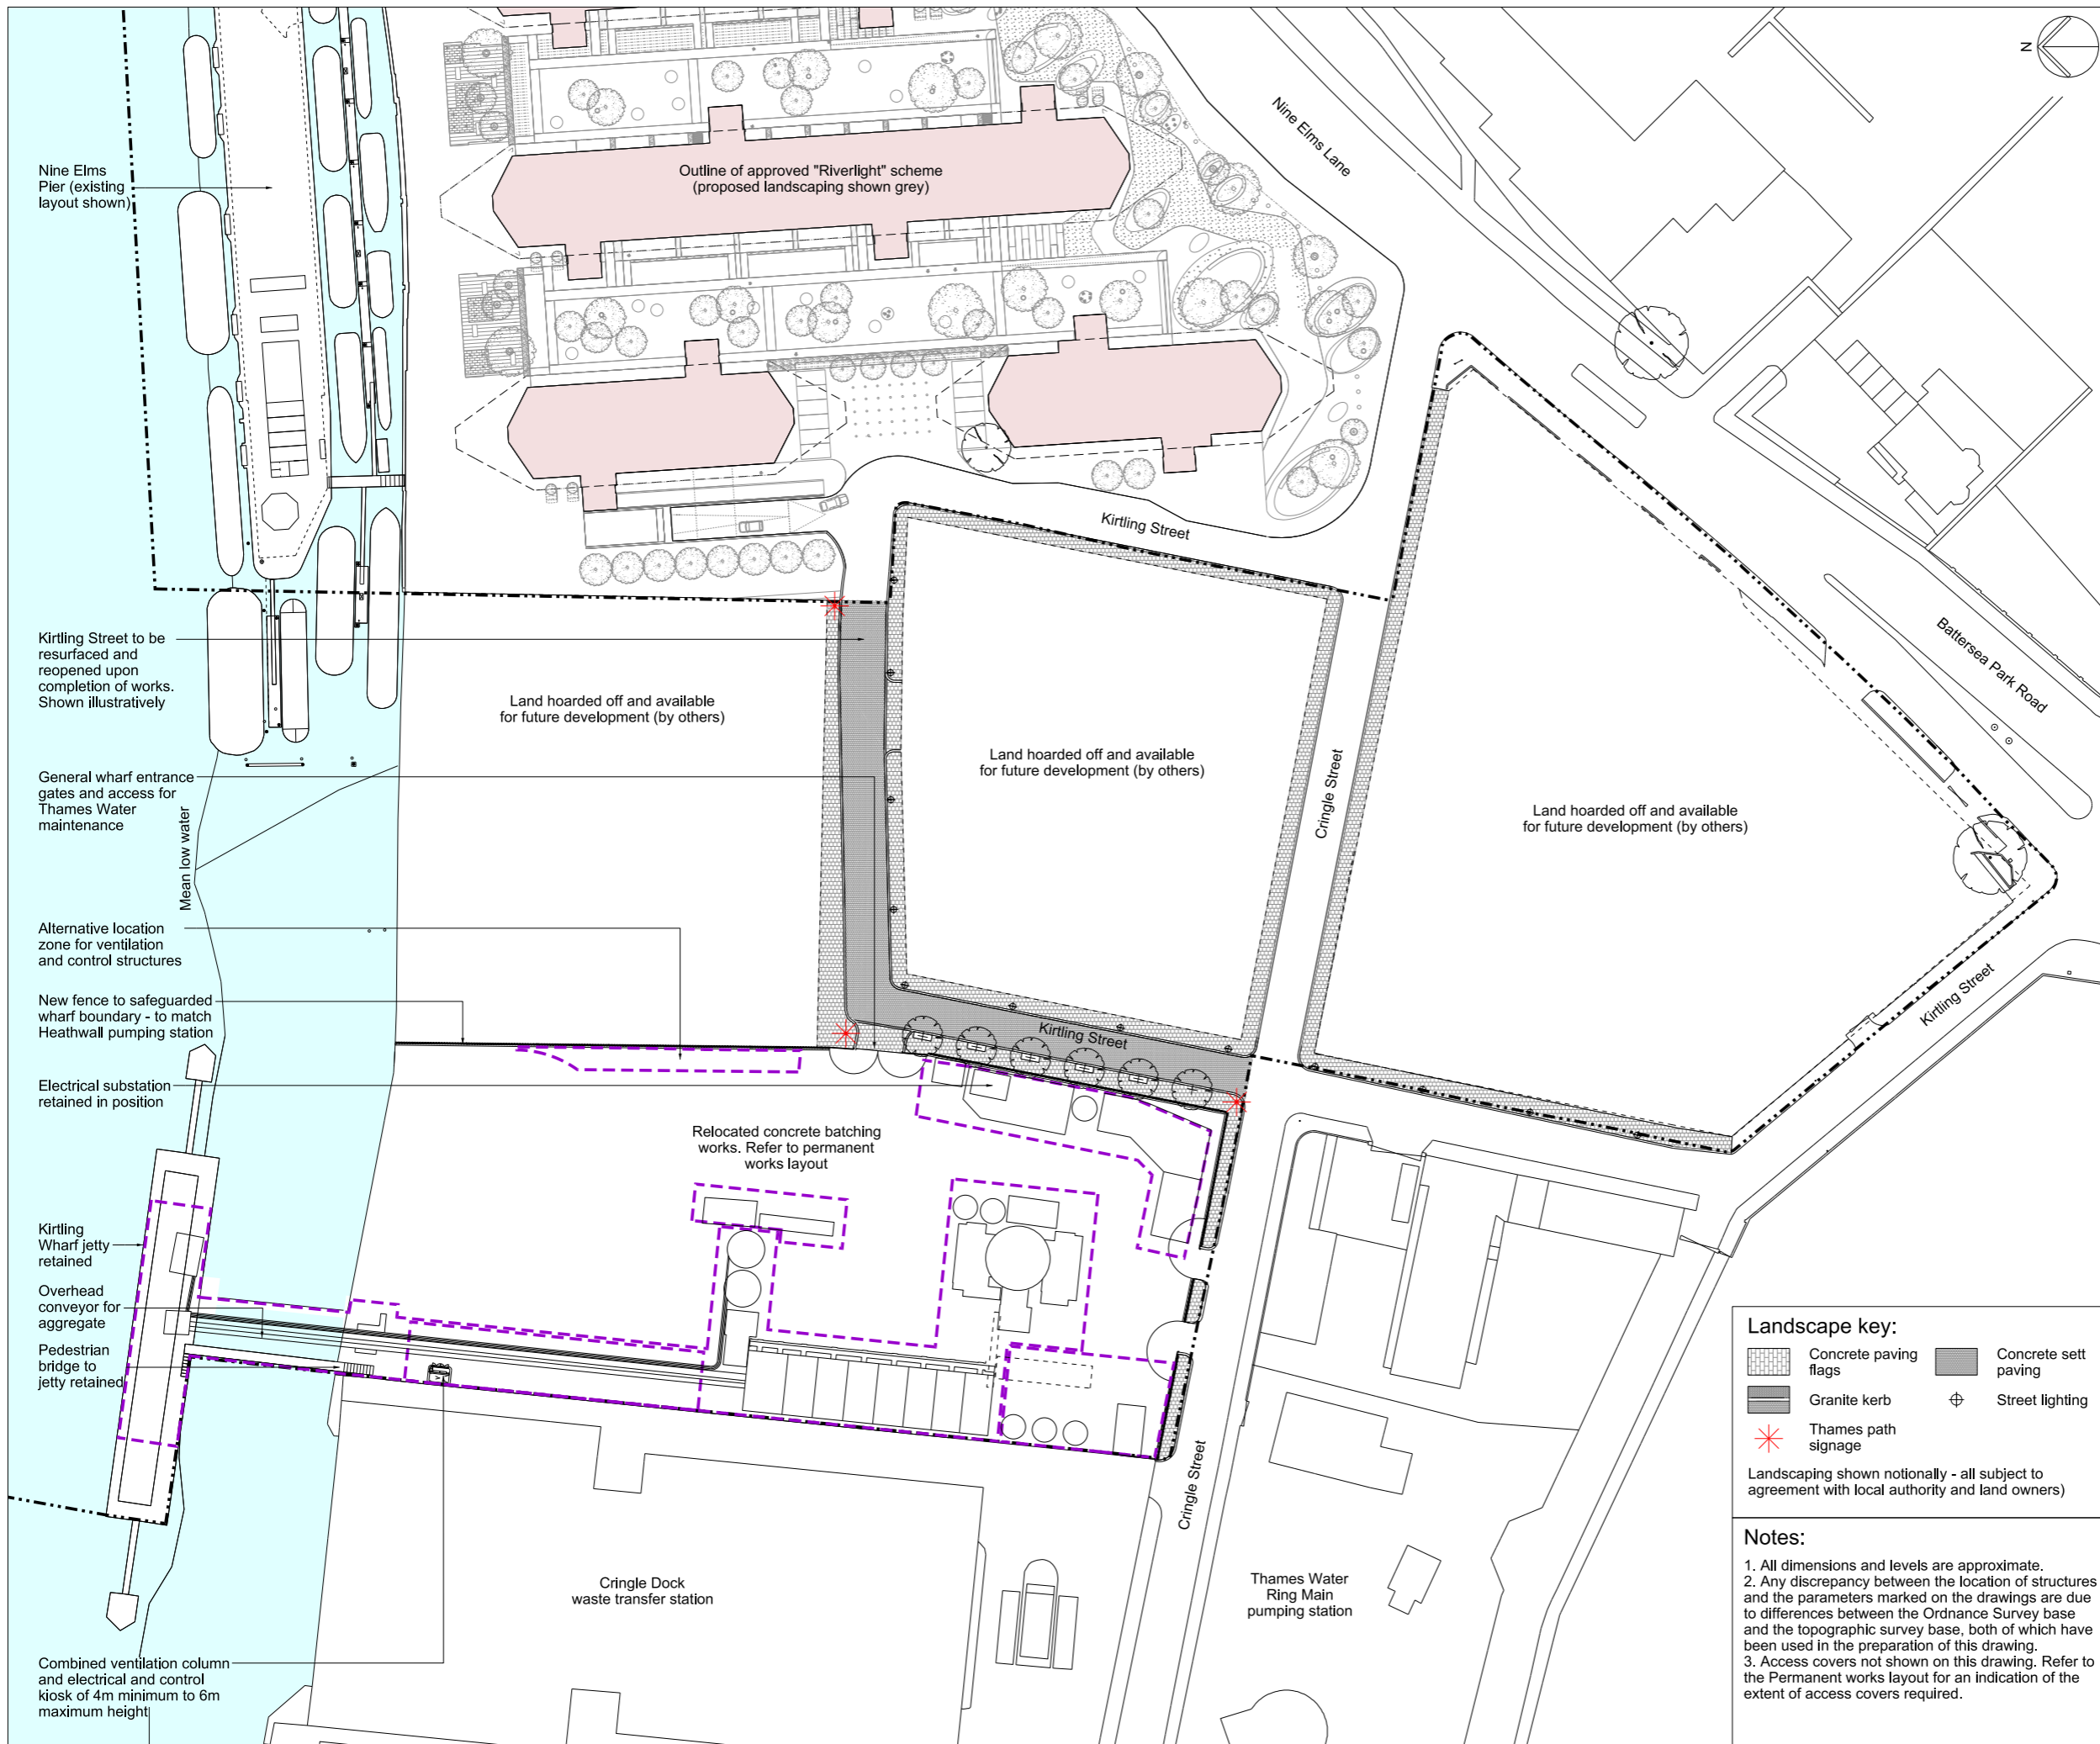 N
Nine Elms
Pier (existing
layout shown)
Outline of approved "Riverlight" scheme
(proposed landscaping shown grey)
Nine Elms Lane
Kirtling Street
Kirtling Street to be
resurfaced and
reopened upon
completion of works.
Shown illustratively
Land hoarded off and available
for future development (by others)
Land hoarded off and available
for future development (by others)
Land hoarded off and available
for future development (by others)
Battersea Park Road
Cringle Street
General wharf entrance
gates and access for
Thames Water
maintenance
Mean low water
Alternative location
zone for ventilation
and control structures
New fence to safeguarded
wharf boundary - to match
Heathwall pumping station
Kirtling Street
Kirtling Street
Electrical substation
retained in position
Relocated concrete batching
works. Refer to permanent
works layout
Kirtling
Wharf jetty
retained
Overhead
conveyor for
aggregate
Pedestrian
bridge to
jetty retained
Cringle Street
Cringle Dock
waste transfer station
Thames Water
Ring Main
pumping station
Combined ventilation column
and electrical and control
kiosk of 4m minimum to 6m
maximum height
Landscape key:
Concrete paving
flags
Concrete sett
paving
Granite kerb
Street lighting
Thames path
signage
Landscaping shown notionally - all subject to
agreement with local authority and land owners)
Notes:
1. All dimensions and levels are approximate.
2. Any discrepancy between the location of structures
and the parameters marked on the drawings are due
to differences between the Ordnance Survey base
and the topographic survey base, both of which have
been used in the preparation of this drawing.
3. Access covers not shown on this drawing. Refer to
the Permanent works layout for an indication of the
extent of access covers required.